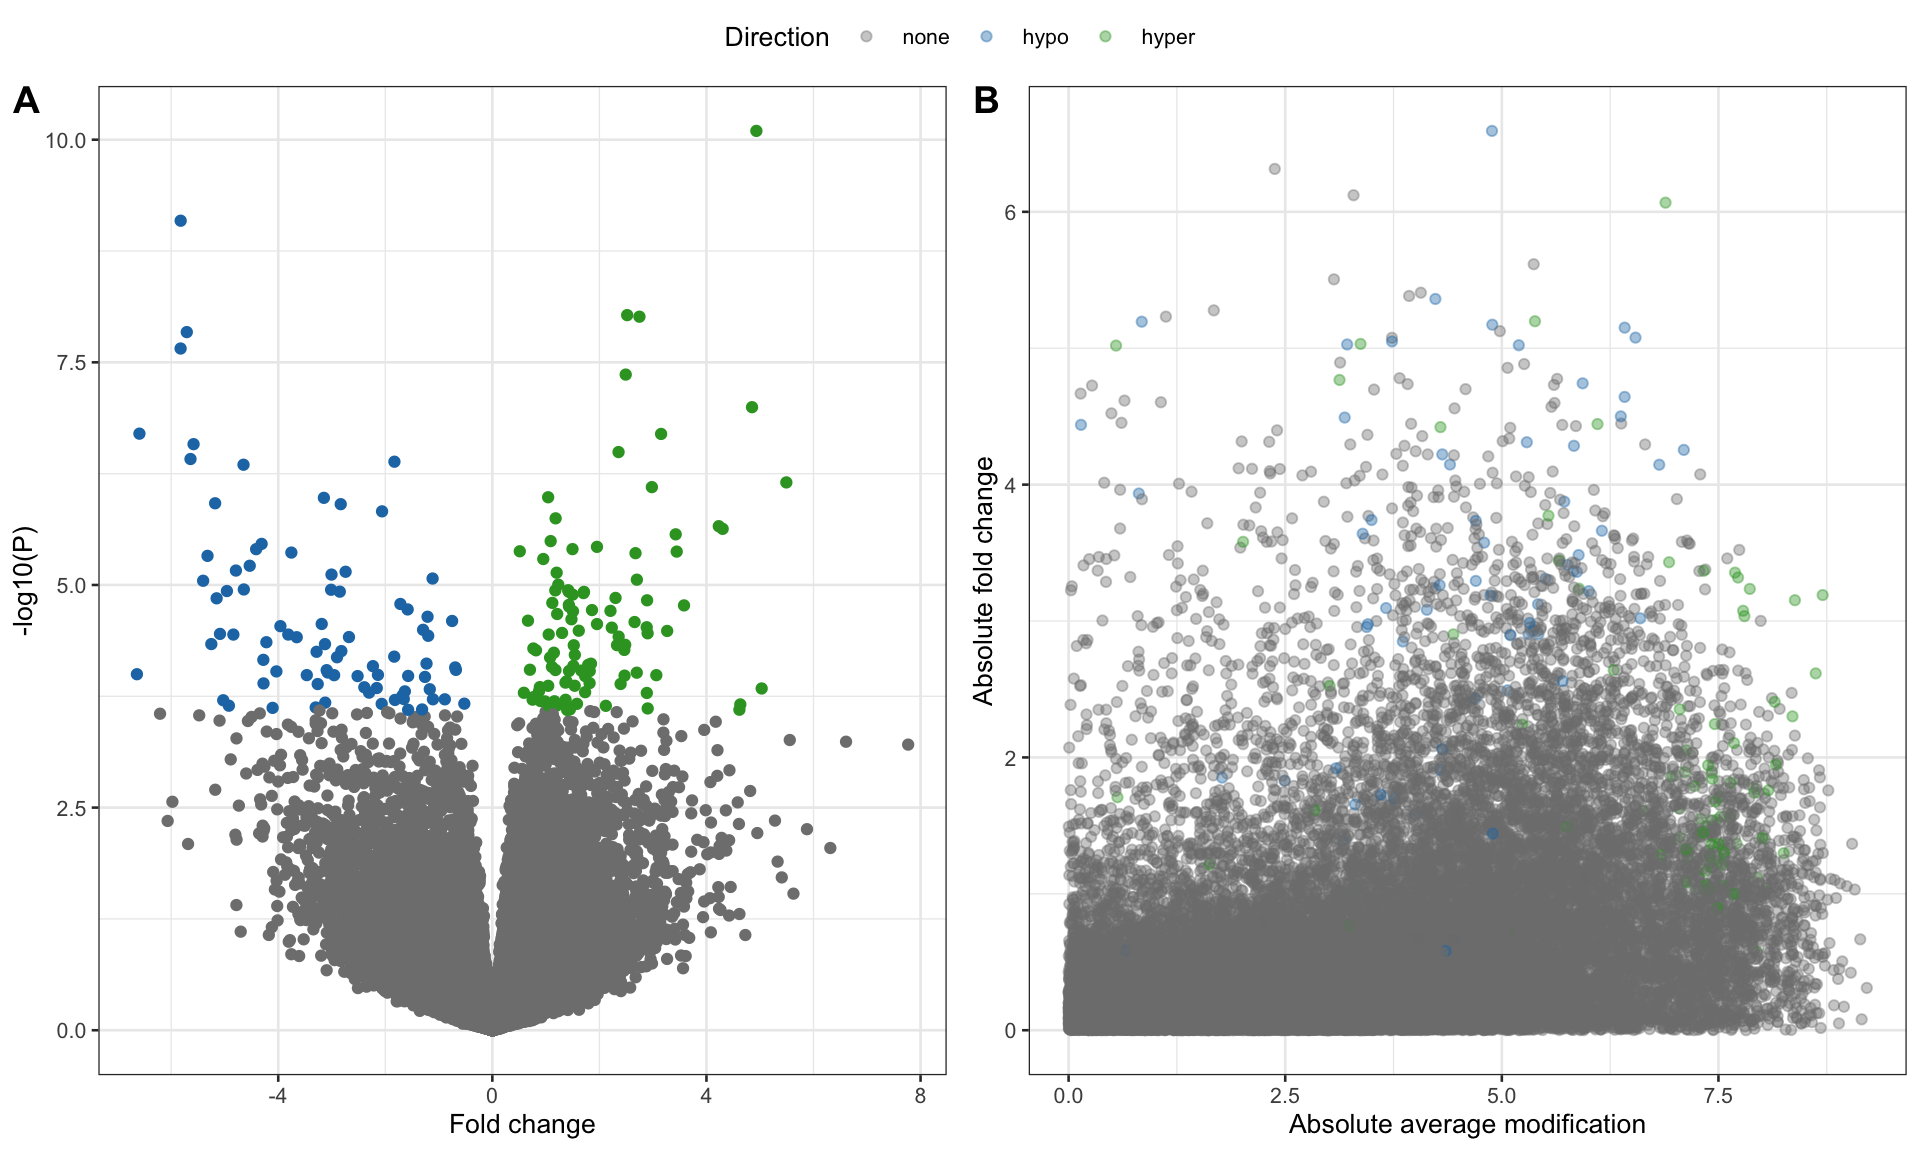 Direction none hypo hyper
A
10.0
7.5
5.0
2.5
0.0
-log10(P)
-4 0 4 8
Fold change
B
6
4
2
0
Absolute fold change
0.0 2.5 5.0 7.5
Absolute average modification